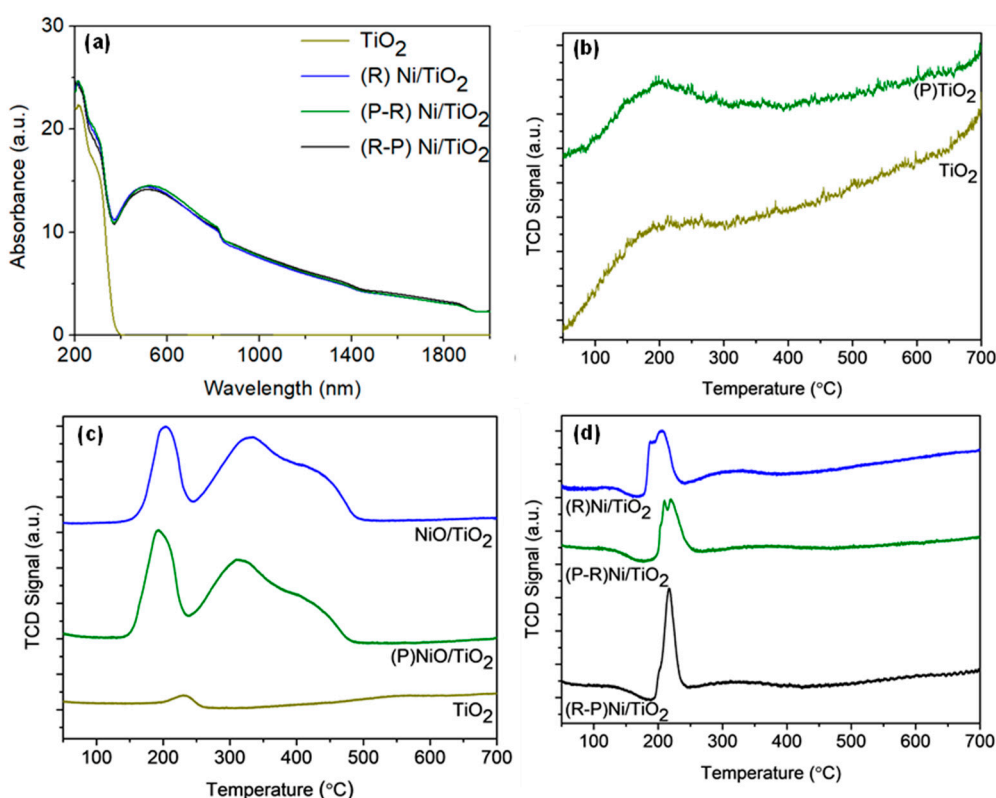 (a)
30
20
10
0
200
600
1000
1400
1800
Absorbance (a.u.)
Wavelength (nm)
TiO₂
(R) Ni/TiO₂
(P-R) Ni/TiO₂
(R-P) Ni/TiO₂
(b)
TCD Signal (a.u.)
(P)TiO₂
TiO₂
100
200
300
400
500
600
700
Temperature (°C)
(c)
TCD Signal (a.u.)
NiO/TiO₂
(P)NiO/TiO₂
TiO₂
100
200
300
400
500
600
700
Temperature (°C)
(d)
TCD Signal (a.u.)
(R)Ni/TiO₂
(P-R)Ni/TiO₂
(R-P)Ni/TiO₂
100
200
300
400
500
600
700
Temperature (°C)